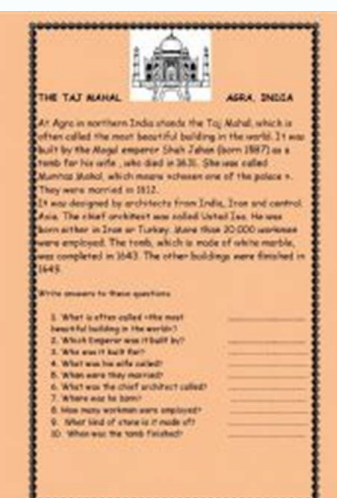 THE TAJ MAHAL AGRA, INDIA
At Agra in northern India stands the Taj Mahal, which is
often called the most beautiful building in the world. It was
built by the Mogul emperor Shah Jahan (born 1587) as a
tomb for his wife , who died in 1631. She was called
Mumtaz Mahal, which means «chosen one of the palace ».
They were married in 1612.
It was designed by architects from India, Iran and central
Asia. The chief architect was called Ustad Isa. He was
born either in Iran or Turkey. More than 20.000 workmen
were employed. The tomb, which is made of white marble,
was completed in 1643. The other buildings were finished in
1649.
Write answers to these questions
1. What is often called «the most
beautiful building in the world»?
2. Which Emperor was it built by?
3. Who was it built for?
4. What was his wife called?
5. When were they married?
6. What was the chief architect called?
7. Where was he born?
8. How many workmen were employed?
9. What kind of stone is it made of?
10. When was the tomb finished?